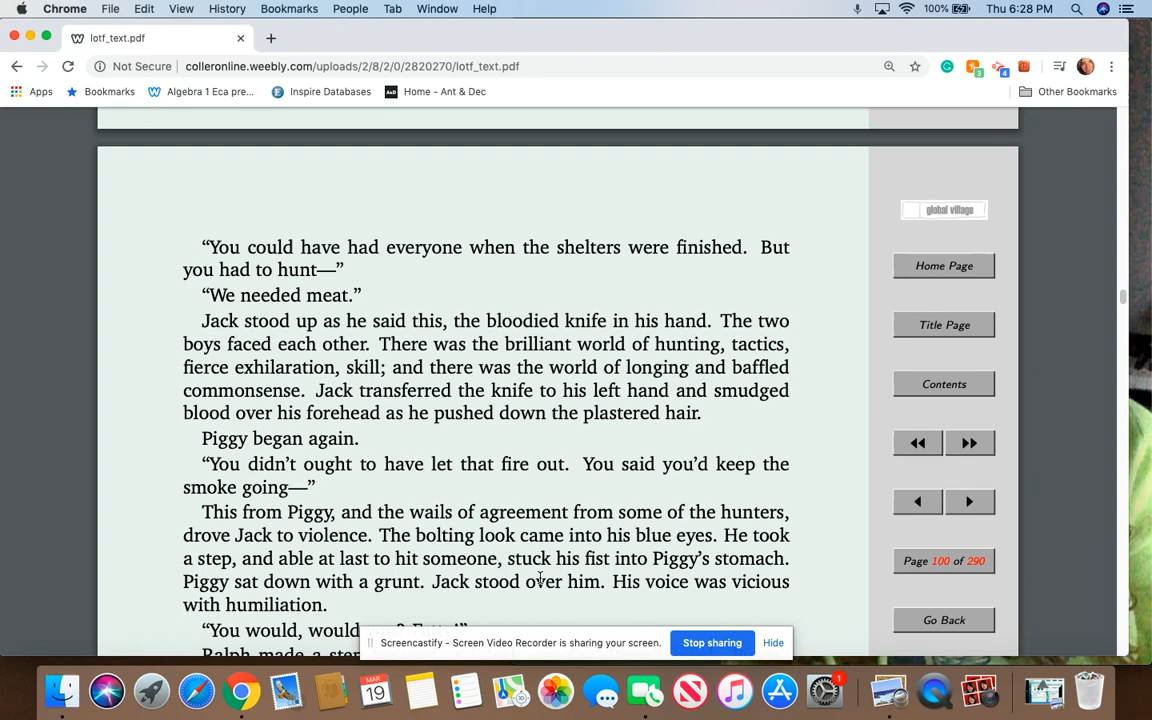 Chrome File Edit View History Bookmarks People Tab Window Help 100% Thu 6:28 PM
lotf_text.pdf
Not Secure colleronline.weebly.com/uploads/2/8/2/0/2820270/lotf_text.pdf
Apps Bookmarks Algebra 1 Eca pre... Inspire Databases Home - Ant & Dec Other Bookmarks
global village
“You could have had everyone when the shelters were finished. But
you had to hunt—”
Home Page
“We needed meat.”
Jack stood up as he said this, the bloodied knife in his hand. The two
Title Page
boys faced each other. There was the brilliant world of hunting, tactics,
fierce exhilaration, skill; and there was the world of longing and baffled
commonsense. Jack transferred the knife to his left hand and smudged
Contents
blood over his forehead as he pushed down the plastered hair.
Piggy began again.
“You didn’t ought to have let that fire out. You said you’d keep the
smoke going—”
This from Piggy, and the wails of agreement from some of the hunters,
drove Jack to violence. The bolting look came into his blue eyes. He took
a step, and able at last to hit someone, stuck his fist into Piggy’s stomach.
Page 100 of 290
Piggy sat down with a grunt. Jack stood over him. His voice was vicious
with humiliation.
Go Back
“You would, would
Screencastify - Screen Video Recorder is sharing your screen. Stop sharing Hide
Ralph made a
MAR
19
1